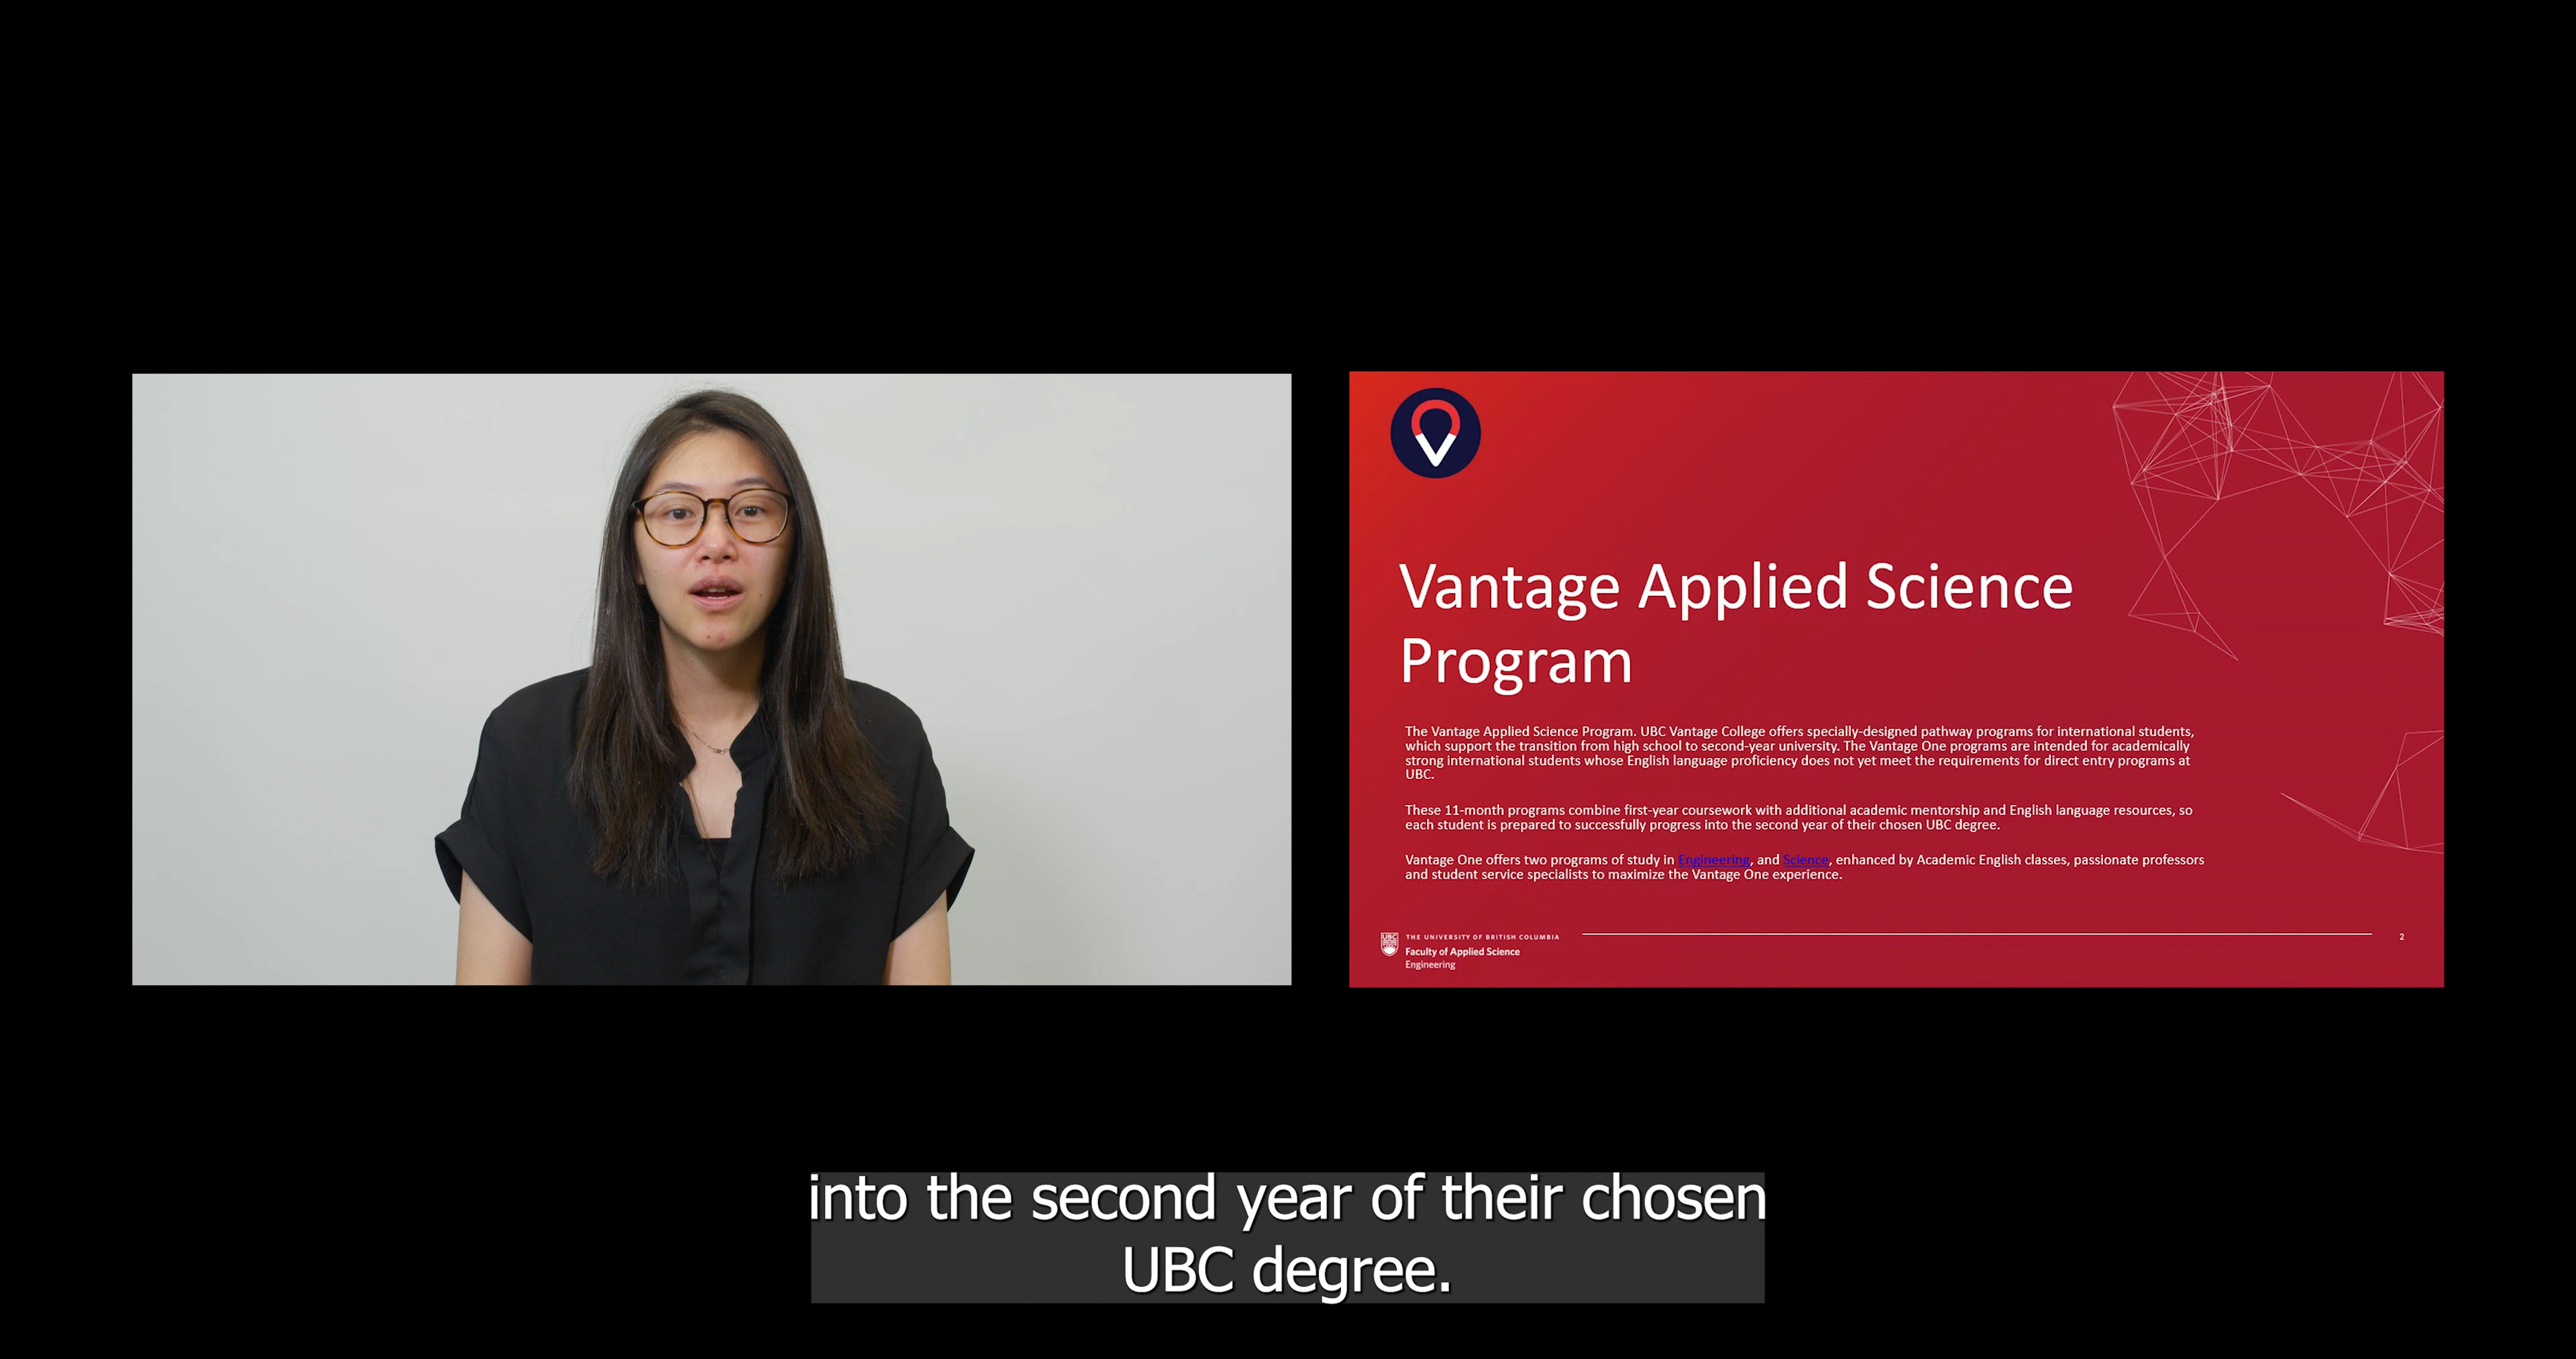 Vantage Applied Science
Program
The Vantage Applied Science Program. UBC Vantage College offers specially-designed pathway programs for international students,
which support the transition from high school to second-year university. The Vantage One programs are intended for academically
strong international students whose English language proficiency does not yet meet the requirements for direct entry programs at
UBC.
These 11-month programs combine first-year coursework with additional academic mentorship and English language resources, so
each student is prepared to successfully progress into the second year of their chosen UBC degree.
Vantage One offers two programs of study in Engineering, and Science, enhanced by Academic English classes, passionate professors
and student service specialists to maximize the Vantage One experience.
UBC
THE UNIVERSITY OF BRITISH COLUMBIA
Faculty of Applied Science
Engineering
2
into the second year of their chosen
UBC degree.